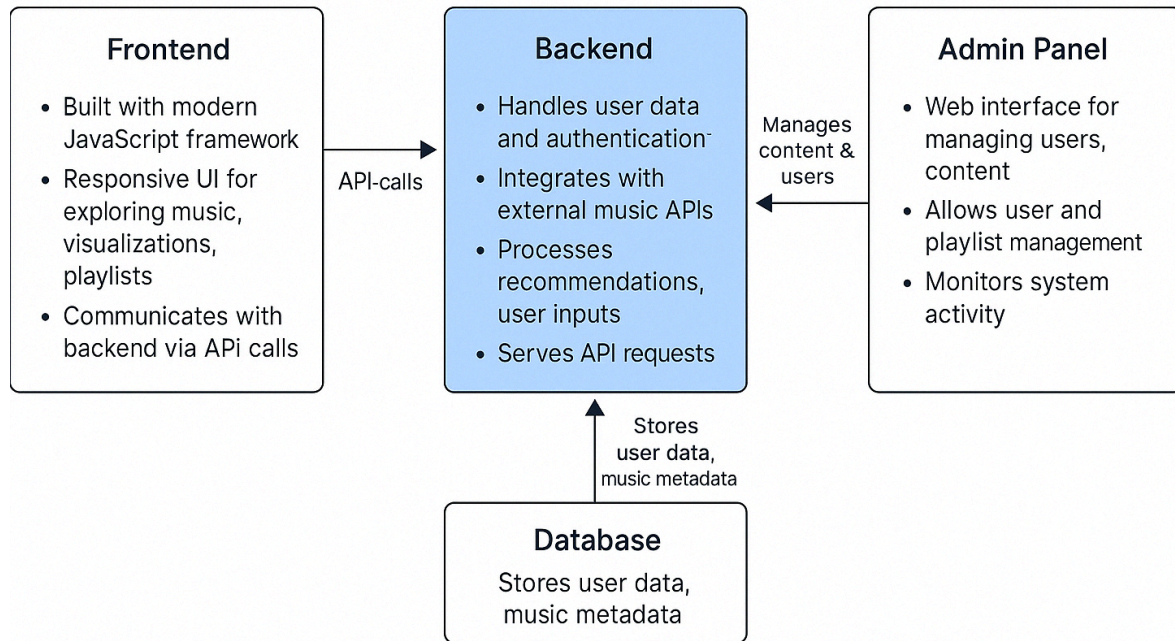 Frontend
• Built with modern
JavaScript framework
• Responsive UI for
exploring music,
visualizations,
playlists
• Communicates with
backend via APi calls
API-calls
Backend
• Handles user data
and authentication-
• Integrates with
external music APIs
• Processes
recommendations,
user inputs
• Serves API requests
Manages
content &
users
Admin Panel
• Web interface for
managing users,
content
• Allows user and
playlist management
• Monitors system
activity
Stores
user data,
music metadata
Database
Stores user data,
music metadata